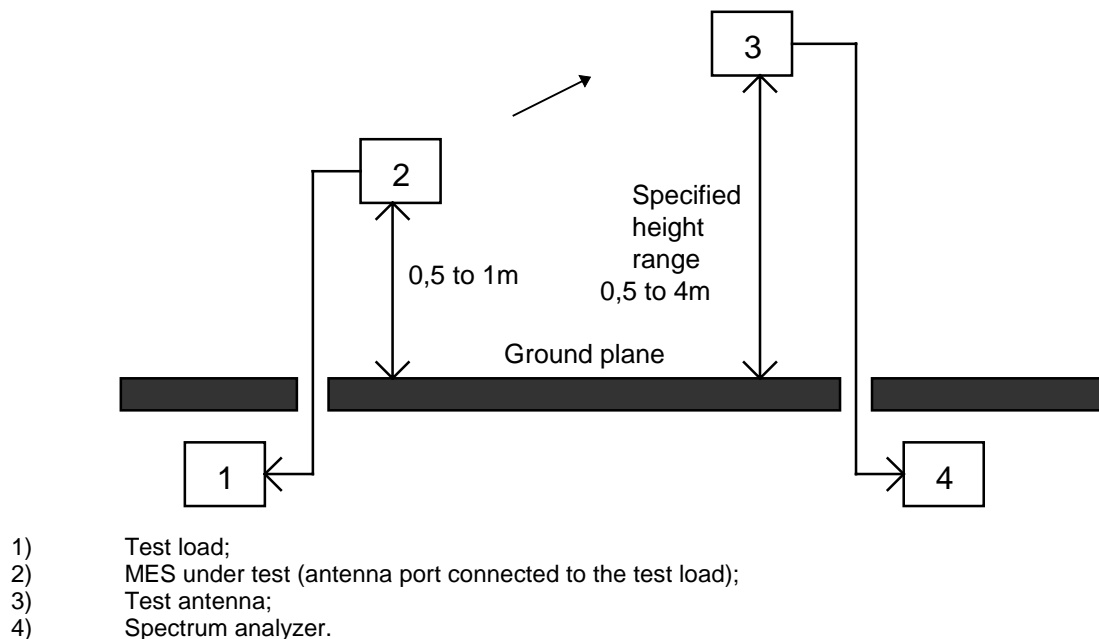 3
2
Specified
height
range
0,5 to 4m
0,5 to 1m
Ground plane
1
4
1) Test load;
2) MES under test (antenna port connected to the test load);
3) Test antenna;
4) Spectrum analyzer.